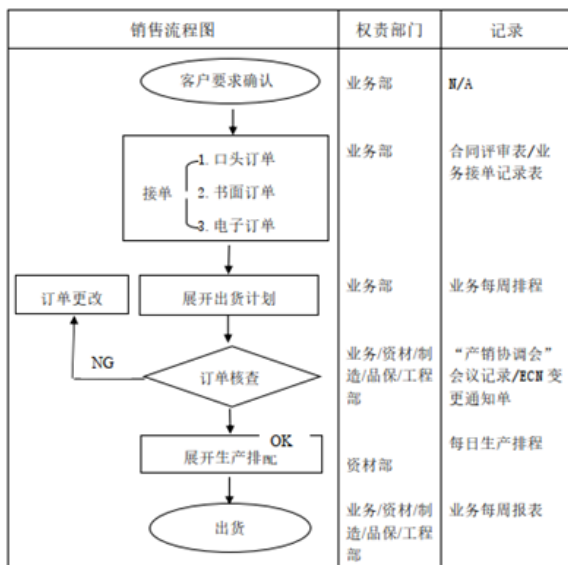 销售流程图 权责部门 记录
客户要求确认 业务部 N/A
接单
1. 口头订单
2. 书面订单
3. 电子订单
业务部
合同评审表/业
务接单记录表
订单更改
展开出货计划
业务部
业务每周排程
NG
订单核查
业务/资材/制
造/品保/工程
部
“产销协调会”
会议记录/ECN 变
更通知单
OK
展开生产排配
资材部
每日生产排程
出货
业务/资材/制
造/品保/工程
部
业务每周报表